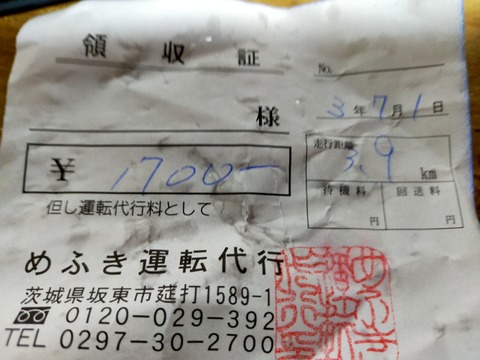 領収証
No.
様
3年7月1日
¥ 1700-
走行距離
3.9 km
待機料 回送料
円 円
但し運転代行料として
めふき運転代行
茨城県坂東市莚打1589-1
0120-029-392
TEL 0297-30-2700